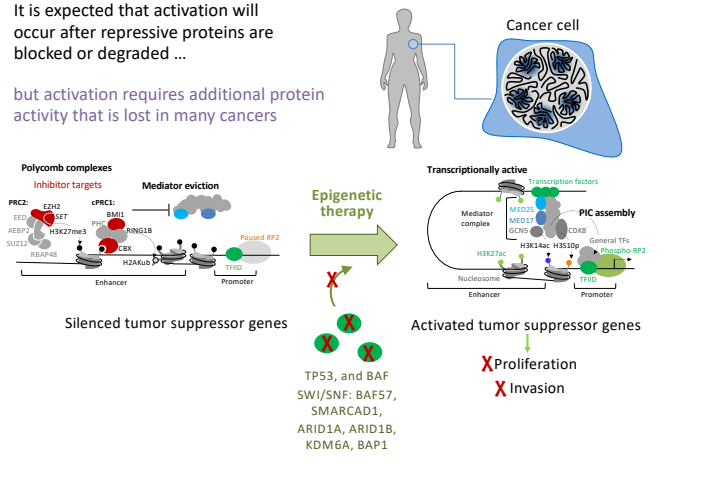 It is expected that activation will
occur after repressive proteins are
blocked or degraded …
but activation requires additional protein
activity that is lost in many cancers
Cancer cell
Polycomb complexes
Inhibitor targets
Mediator eviction
PRC2:
EZH2
cPRC1:
EED
SET
BMI1
AEBP2
H3K27me3
PHC
RING1B
SUZ12
RBAP48
CBX
H2AKub
Paused RP2
TFIID
Enhancer
Promoter
Silenced tumor suppressor genes
Epigenetic
therapy
X
X
X
X
TP53, and BAF
SWI/SNF: BAF57,
SMARCAD1,
ARID1A, ARID1B,
KDM6A, BAP1
Transcriptionally active
Transcription factors
Mediator
complex
MED25
MED17
GCN5
PIC assembly
CDK8
H3K14ac
H3S10p
General TFs
H3K27ac
Phospho-RP2
Nucleosome
TFIID
Enhancer
Promoter
Activated tumor suppressor genes
X Proliferation
X Invasion